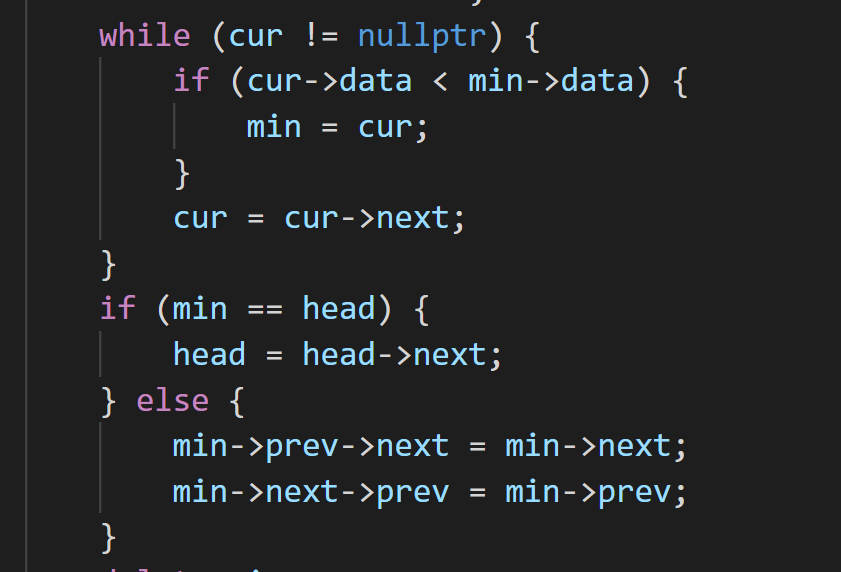 while (cur != nullptr) {
if (cur->data < min->data) {
min = cur;
}
cur = cur->next;
}
if (min == head) {
head = head->next;
} else {
min->prev->next = min->next;
min->next->prev = min->prev;
}